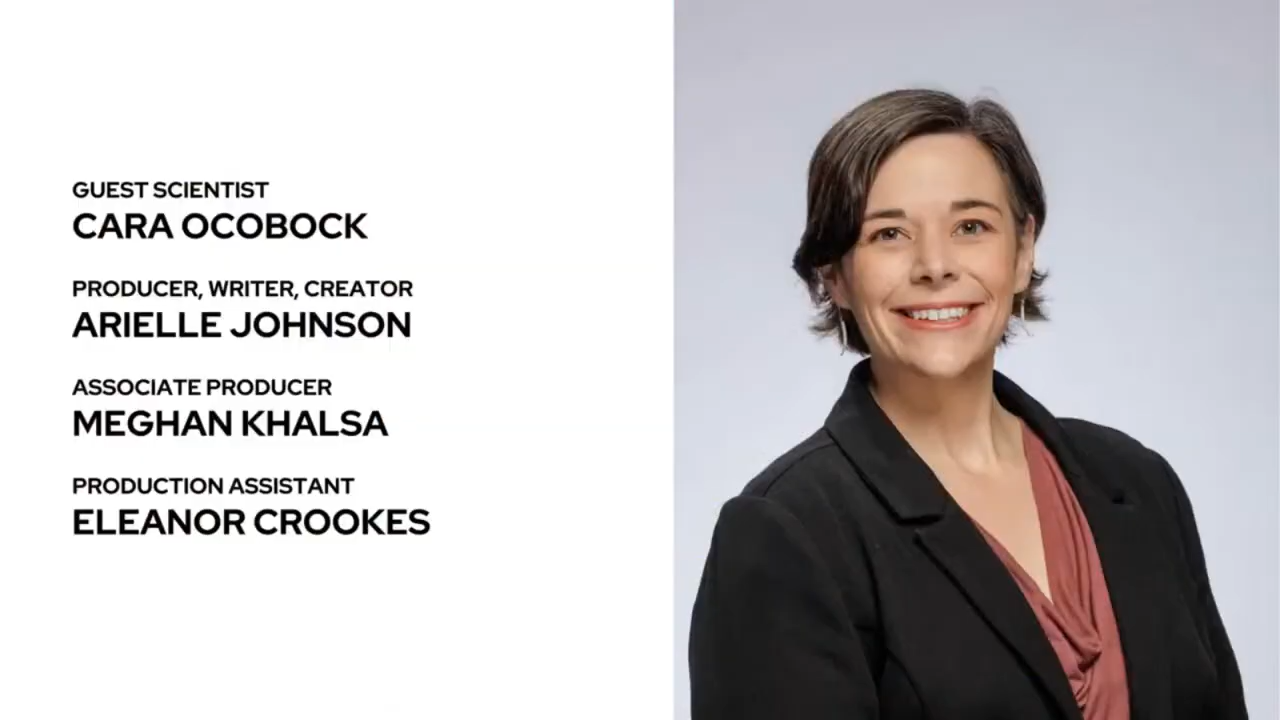 GUEST SCIENTIST
CARA OCOBOCK
PRODUCER, WRITER, CREATOR
ARIELLE JOHNSON
ASSOCIATE PRODUCER
MEGHAN KHALSA
PRODUCTION ASSISTANT
ELEANOR CROOKES